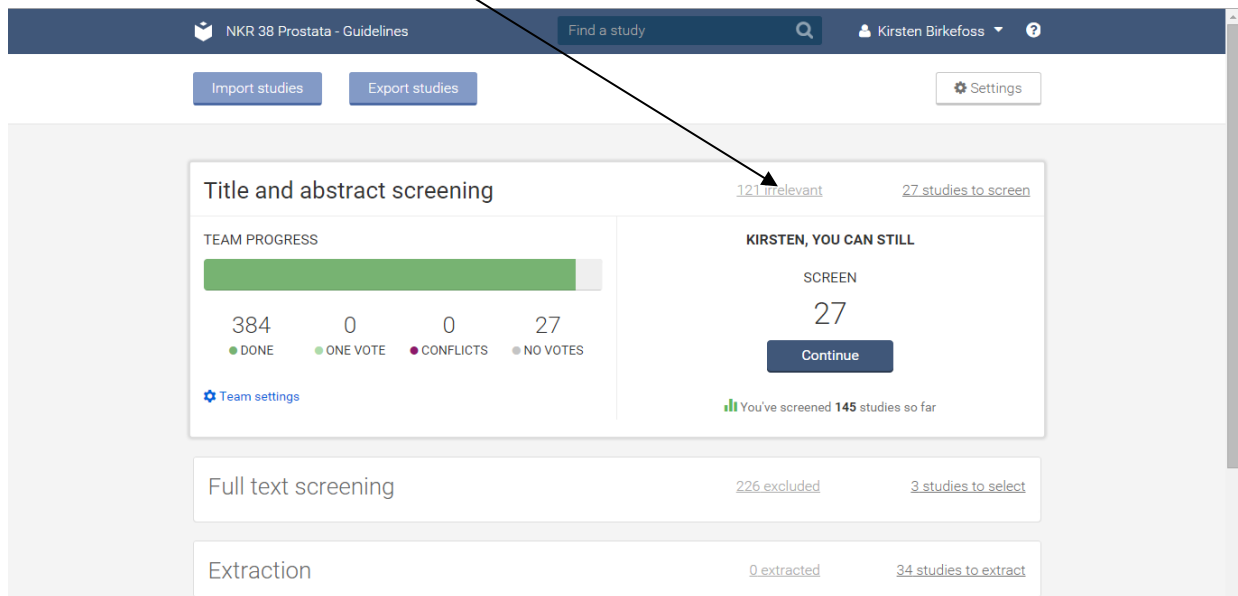 NKR 38 Prostata - Guidelines Find a study Kirsten Birkefoss ?
Import studies Export studies Settings
Title and abstract screening 121 irrelevant 27 studies to screen
TEAM PROGRESS
384 0 0 27
DONE ONE VOTE CONFLICTS NO VOTES
Team settings
KIRSTEN, YOU CAN STILL
SCREEN
27
Continue
You've screened 145 studies so far
Full text screening 226 excluded 3 studies to select
Extraction 0 extracted 34 studies to extract